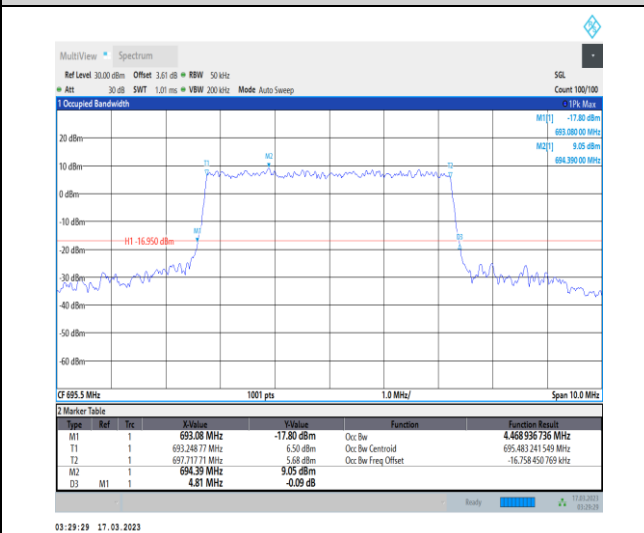 MultiView Spectrum
Ref Level 30.00 dBm Offset 3.61 dB RBW 50 kHz SGL
Att 30 dB SWT 1.01 ms VBW 200 kHz Mode Auto Sweep Count 100/100
1 Occupied Bandwidth 1Pk Max
M1[1] -17.80 dBm
693.080 00 MHz
M2[1] 9.05 dBm
694.390 00 MHz
20 dBm
T1 M2 T2
10 dBm
0 dBm
-10 dBm
M1 D3
H1 -16.950 dBm
-20 dBm
-30 dBm
-40 dBm
-50 dBm
-60 dBm
CF 695.5 MHz 1001 pts 1.0 MHz/ Span 10.0 MHz
2 Marker Table
Type Ref Trc X-Value Y-Value Function Function Result
M1 1 693.08 MHz -17.80 dBm Occ Bw 4.468 936 736 MHz
T1 1 693.248 77 MHz 6.50 dBm Occ Bw Centroid 695.483 241 549 MHz
T2 1 697.717 71 MHz 5.68 dBm Occ Bw Freq Offset -16.758 450 769 kHz
M2 1 694.39 MHz 9.05 dBm
D3 M1 1 4.81 MHz -0.09 dB
Ready 17.03.2023
03:29:29
03:29:29 17.03.2023